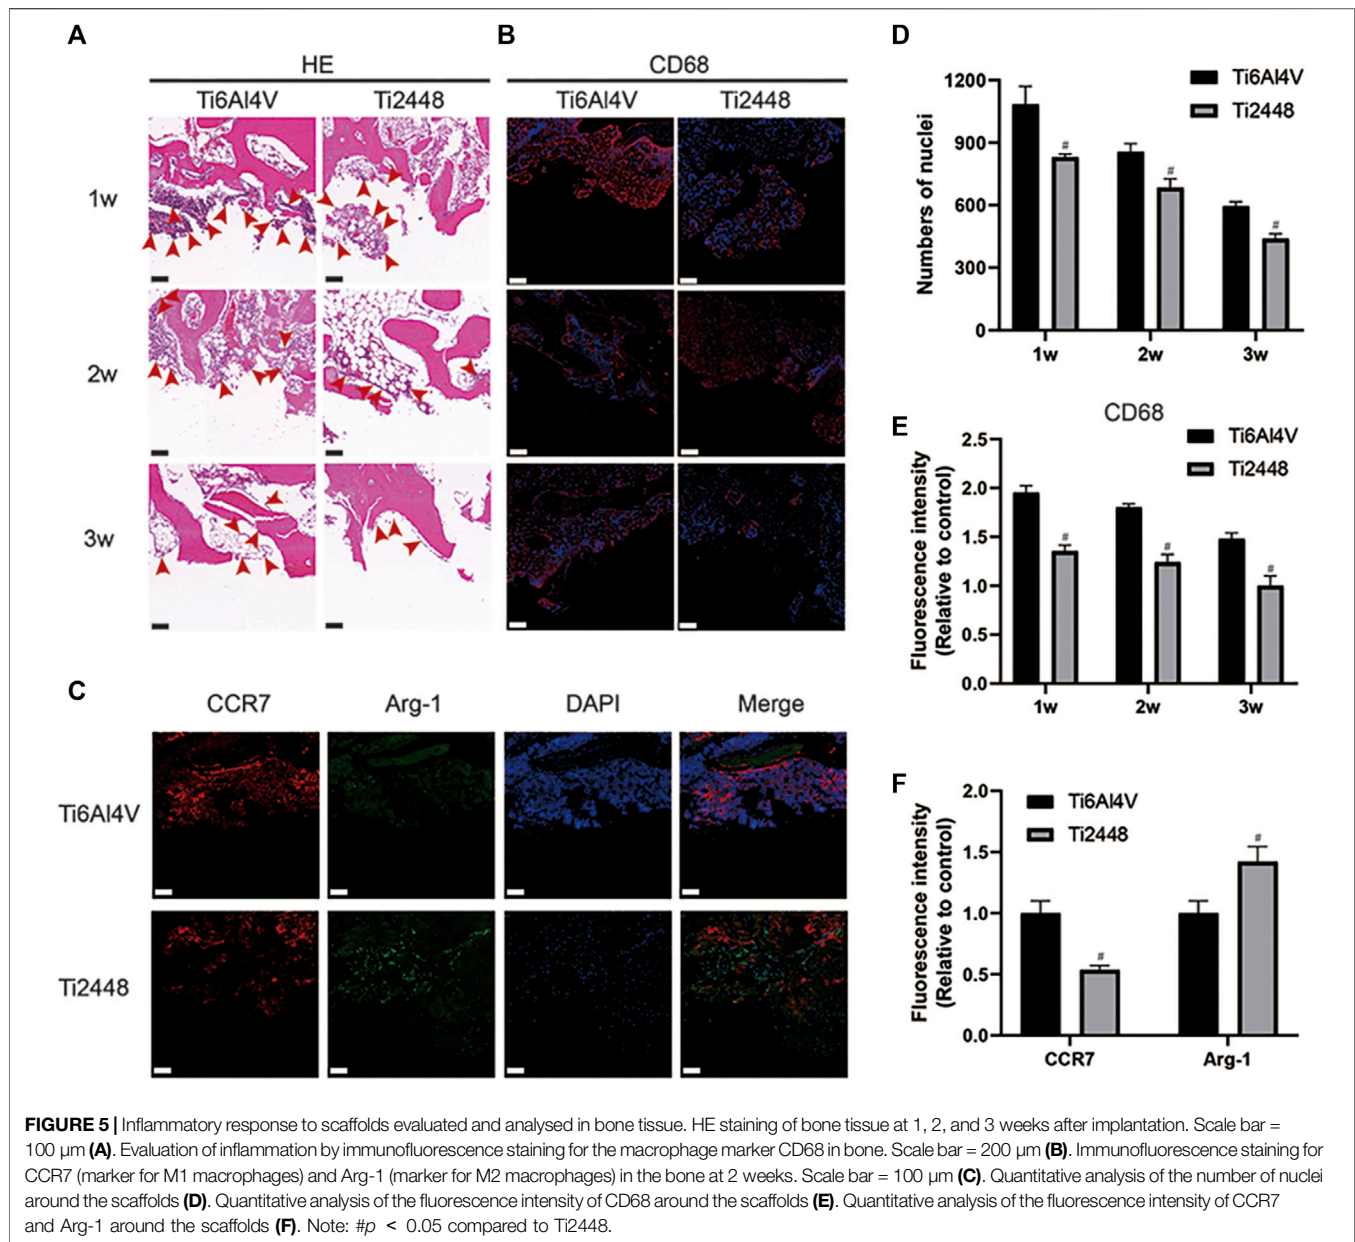 A
HE
Ti6Al4V Ti2448
1w
2w
3w
B
CD68
Ti6Al4V Ti2448
C
CCR7 Arg-1 DAPI Merge
Ti6Al4V
Ti2448
D
Numbers of nuclei
1200
900
600
300
0
1w 2w 3w
Ti6Al4V
Ti2448
# # #
E
CD68
Fluorescence intensity
(Relative to control)
2.5
2.0
1.5
1.0
0.5
0.0
1w 2w 3w
Ti6Al4V
Ti2448
# # #
F
Fluorescence intensity
(Relative to control)
2.0
1.5
1.0
0.5
0.0
CCR7 Arg-1
Ti6Al4V
Ti2448
# #
FIGURE 5 | Inflammatory response to scaffolds evaluated and analysed in bone tissue. HE staining of bone tissue at 1, 2, and 3 weeks after implantation. Scale bar =
100 µm (A). Evaluation of inflammation by immunofluorescence staining for the macrophage marker CD68 in bone. Scale bar = 200 µm (B). Immunofluorescence staining for
CCR7 (marker for M1 macrophages) and Arg-1 (marker for M2 macrophages) in the bone at 2 weeks. Scale bar = 100 µm (C). Quantitative analysis of the number of nuclei
around the scaffolds (D). Quantitative analysis of the fluorescence intensity of CD68 around the scaffolds (E). Quantitative analysis of the fluorescence intensity of CCR7
and Arg-1 around the scaffolds (F). Note: #p < 0.05 compared to Ti2448.